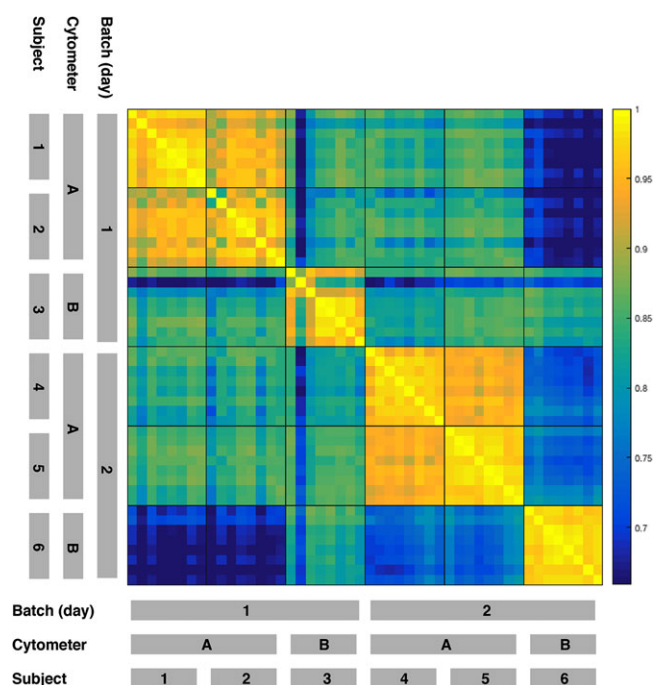 Subject
Cytometer
Batch (day)
1
2
3
4
5
6
A
B
A
B
1
2
1
0.95
0.9
0.85
0.8
0.75
0.7
Batch (day) 1 2
Cytometer A B A B
Subject 1 2 3 4 5 6